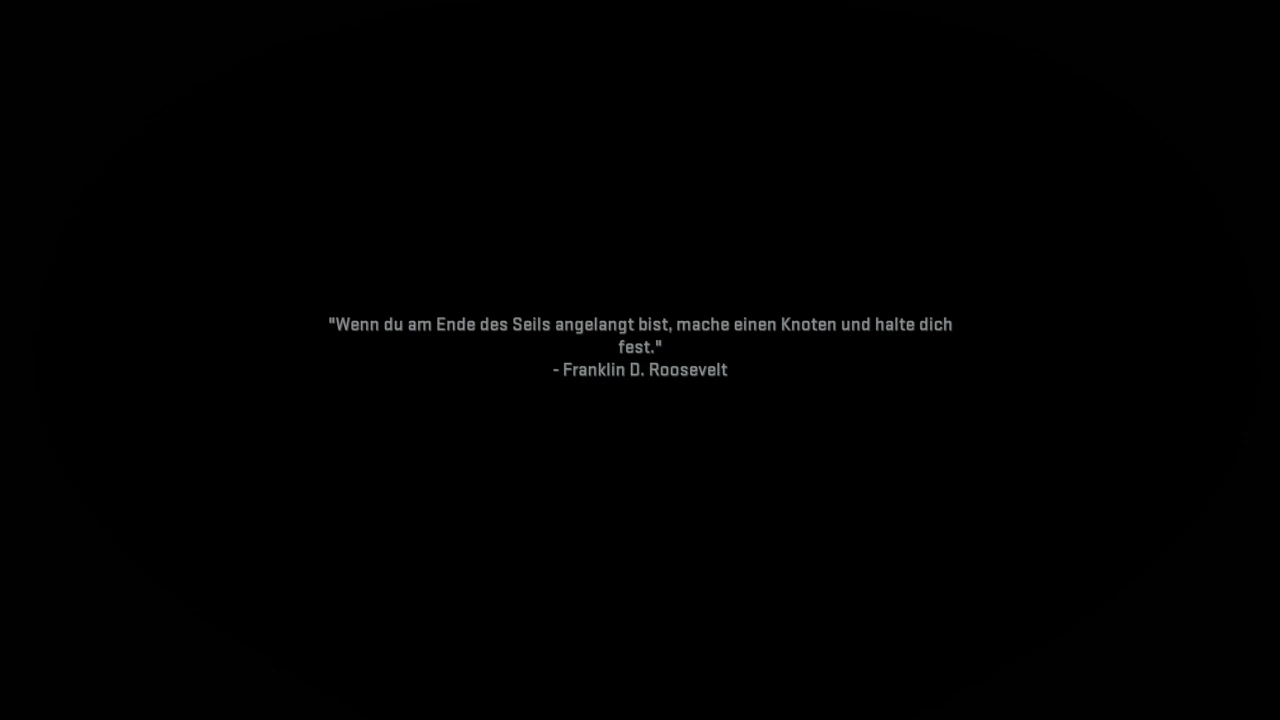 "Wenn du am Ende des Seils angelangt bist, mache einen Knoten und halte dich
fest."
- Franklin D. Roosevelt